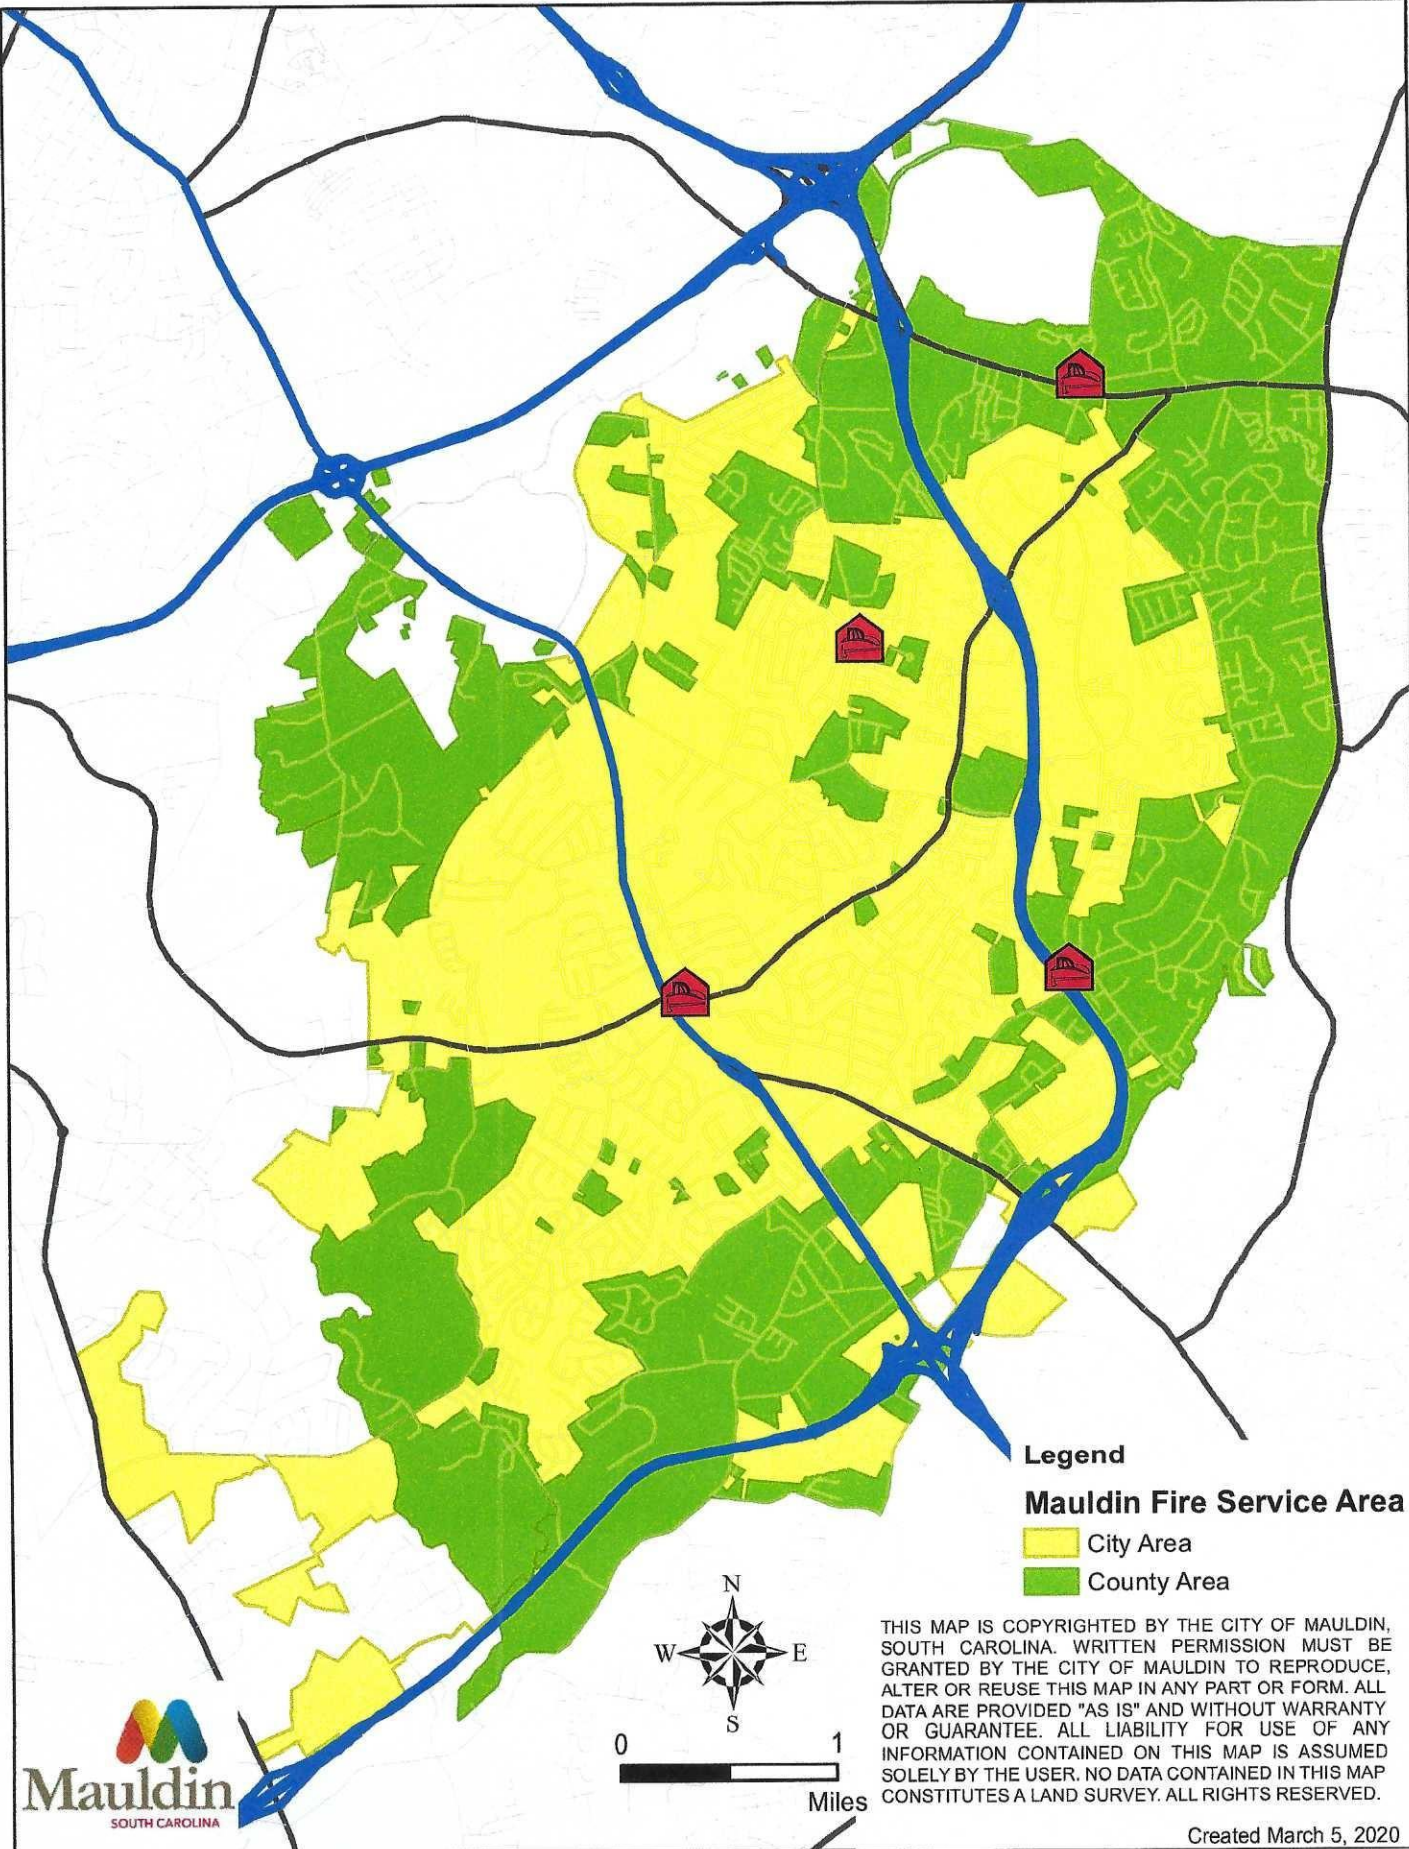 Legend
Mauldin Fire Service Area
City Area
County Area
N
W E
S
0 1
Miles
THIS MAP IS COPYRIGHTED BY THE CITY OF MAULDIN,
SOUTH CAROLINA. WRITTEN PERMISSION MUST BE
GRANTED BY THE CITY OF MAULDIN TO REPRODUCE,
ALTER OR REUSE THIS MAP IN ANY PART OR FORM. ALL
DATA ARE PROVIDED "AS IS" AND WITHOUT WARRANTY
OR GUARANTEE. ALL LIABILITY FOR USE OF ANY
INFORMATION CONTAINED ON THIS MAP IS ASSUMED
SOLELY BY THE USER. NO DATA CONTAINED IN THIS MAP
CONSTITUTES A LAND SURVEY. ALL RIGHTS RESERVED.
Created March 5, 2020
Mauldin
SOUTH CAROLINA